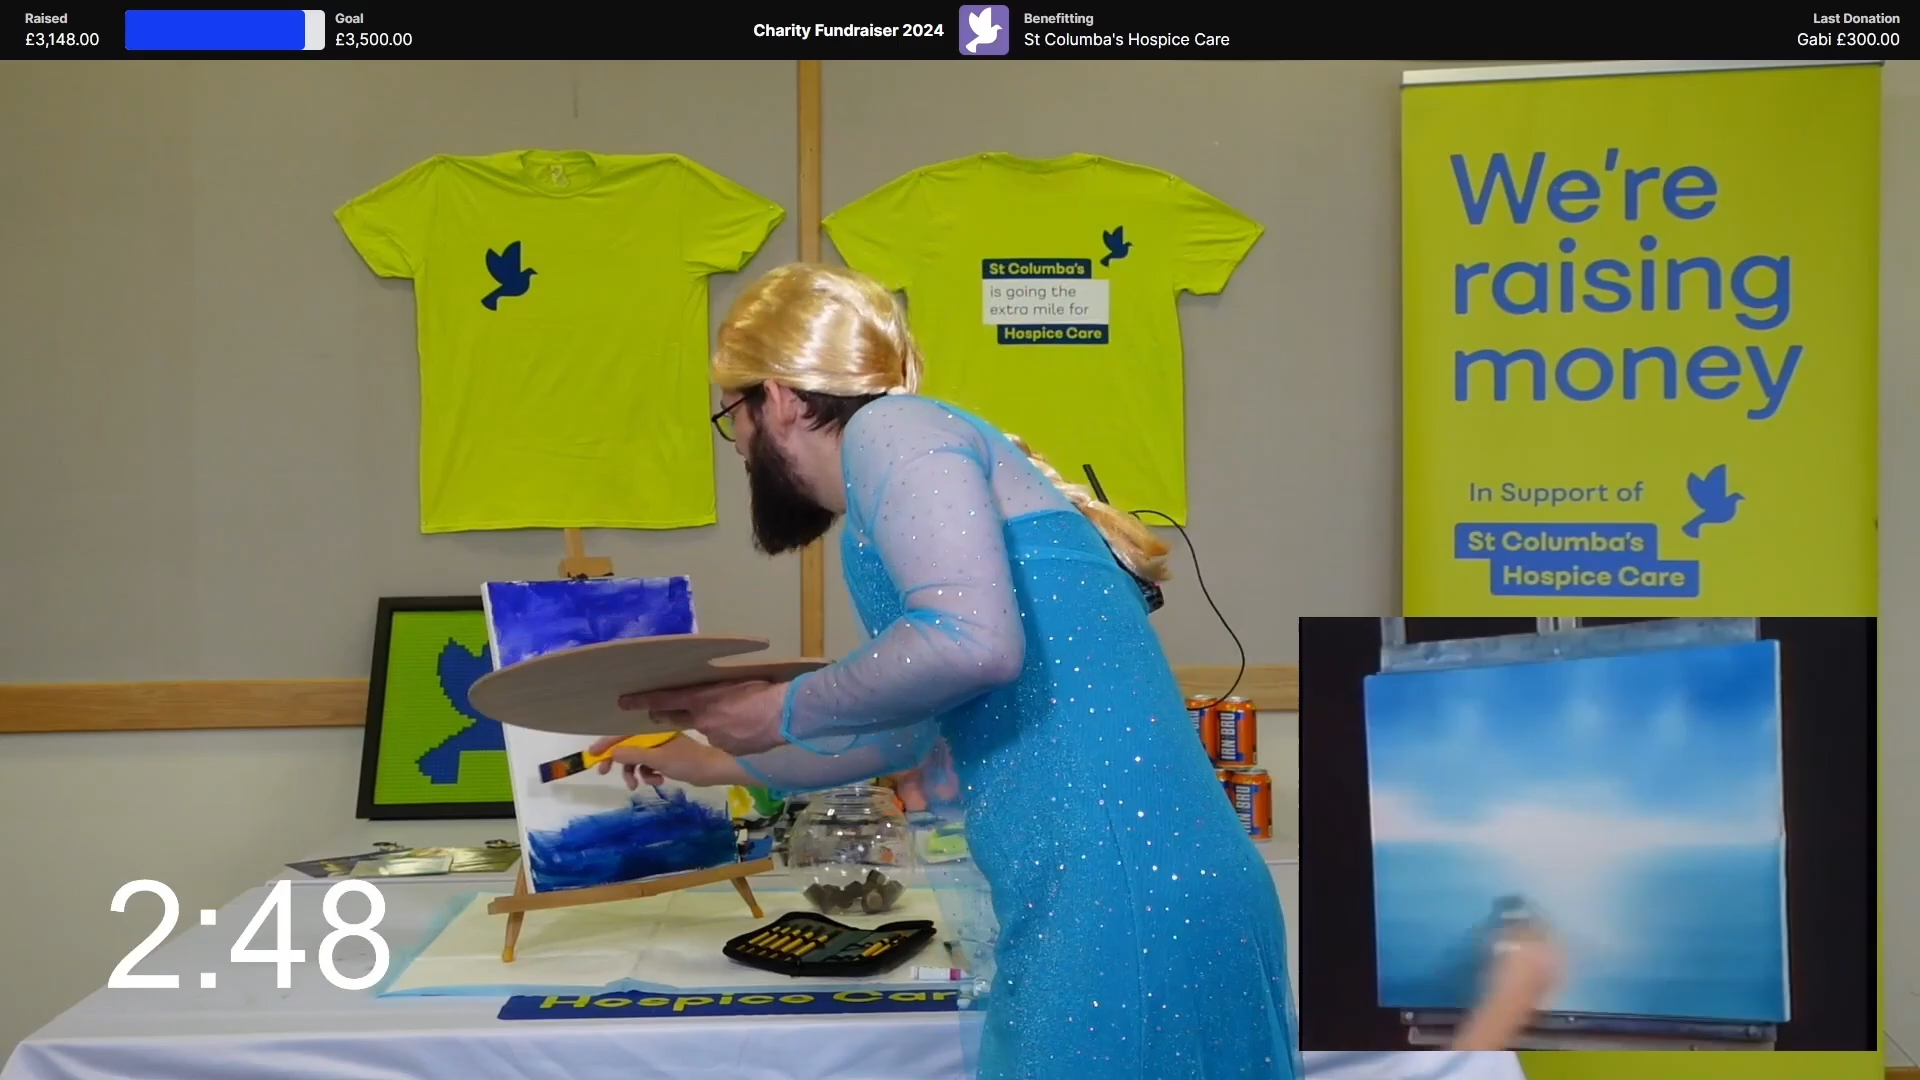 Raised
£3,148.00
Goal
£3,500.00
Charity Fundraiser 2024
Benefitting
St Columba's Hospice Care
Last Donation
Gabi £300.00
St Columba's
is going the
extra mile for
Hospice Care
We're
raising
money
In Support of
St Columba's
Hospice Care
IRN BRU
2:48